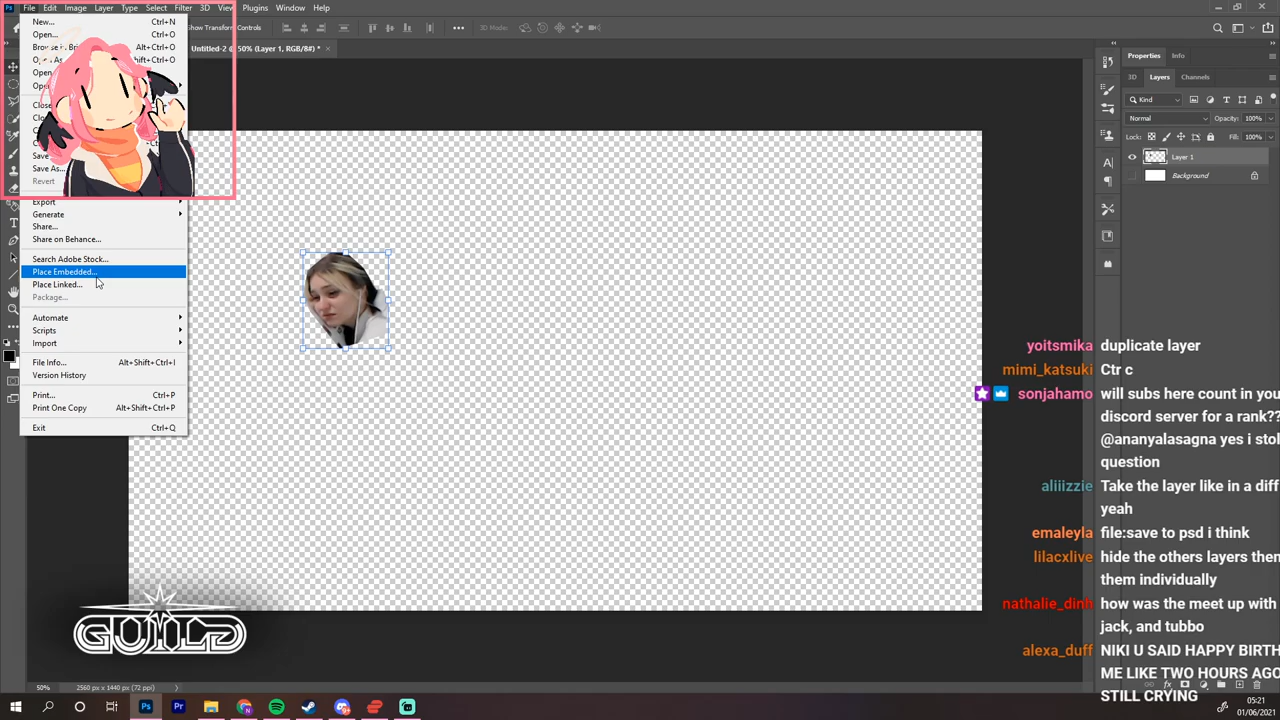 File Edit Image Layer Type Select Filter 3D View Plugins Window Help
Show Transform Controls
3D Mode:
Untitled-2 @ 50% (Layer 1, RGB/8#) *
New... Ctrl+N
Open... Ctrl+O
Alt+Ctrl+O
Save As...
Revert
Export
Generate
Share...
Share on Behance...
Search Adobe Stock...
Place Embedded...
Place Linked...
Package...
Automate
Scripts
Import
File Info... Alt+Shift+Ctrl+I
Version History
Print... Ctrl+P
Print One Copy Alt+Shift+Ctrl+P
Exit Ctrl+Q
Properties Info
3D Layers Channels
Kind
Normal Opacity: 100%
Lock: Fill: 100%
Layer 1
Background
yoitsmika duplicate layer
mimi_katsuki Ctr c
sonjahamo will subs here count in you
discord server for a rank??
@ananyalasagna yes i stol
question
aliiizzie Take the layer like in a diff
yeah
emaleyla file:save to psd i think
lilacxlive hide the others layers then
them individually
nathalie_dinh how was the meet up with
jack, and tubbo
alexa_duff NIKI U SAID HAPPY BIRTH
ME LIKE TWO HOURS AGO
STILL CRYING
GUILD
50% 2560 px x 1440 px (72 ppi)
05:21
01/06/2021